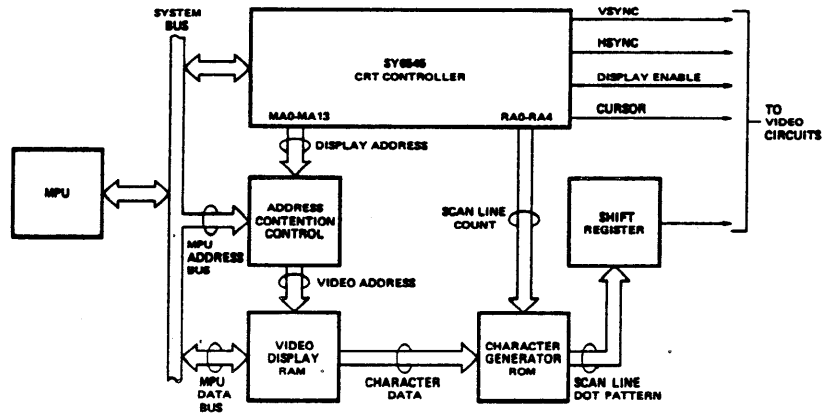 SYSTEM
BUS
SY6545
CRT CONTROLLER
MA0-MA13
RA0-RA4
VSYNC
HSYNC
DISPLAY ENABLE
CURSOR
TO
VIDEO
CIRCUITS
DISPLAY ADDRESS
MPU
ADDRESS
CONTENTION
CONTROL
SCAN LINE
COUNT
SHIFT
REGISTER
MPU
ADDRESS
BUS
VIDEO ADDRESS
VIDEO
DISPLAY
RAM
CHARACTER
GENERATOR
ROM
MPU
DATA
BUS
CHARACTER
DATA
SCAN LINE
DOT PATTERN